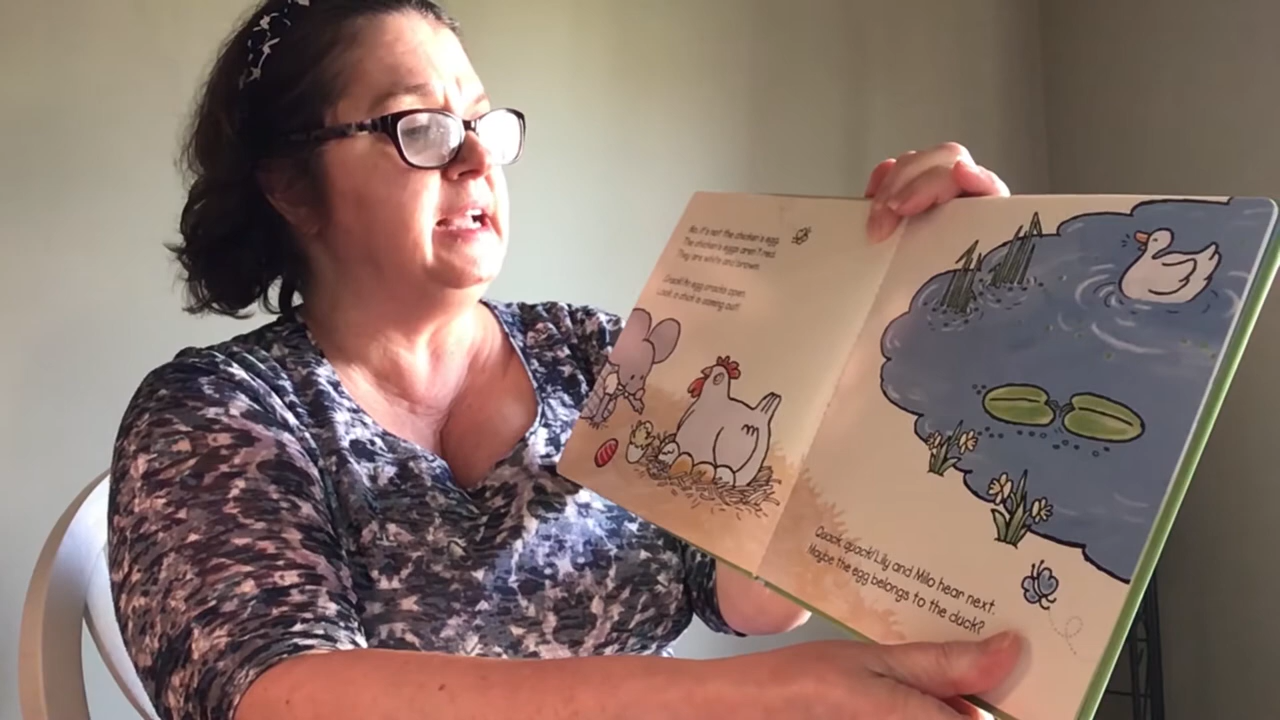 No, it's not the chicken's egg.
The chicken's eggs aren't red.
They are white and brown.
Crack! An egg cracks open.
Look, a chick is coming out!
Quack, quack! Lily and Milo hear next.
Maybe the egg belongs to the duck?